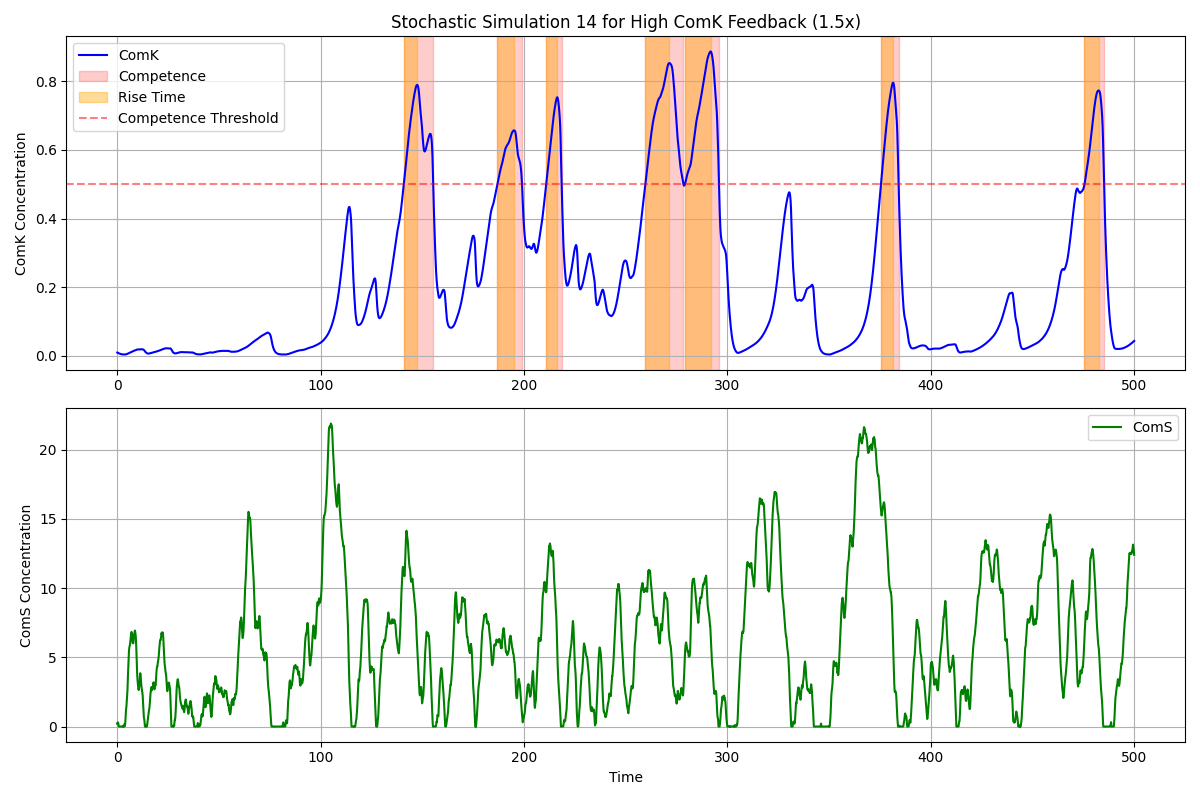 Stochastic Simulation 14 for High ComK Feedback (1.5x)
ComK
Competence
Rise Time
Competence Threshold
ComK Concentration
0.8
0.6
0.4
0.2
0.0
0 100 200 300 400 500
ComS
ComS Concentration
20
15
10
5
0
0 100 200 300 400 500
Time